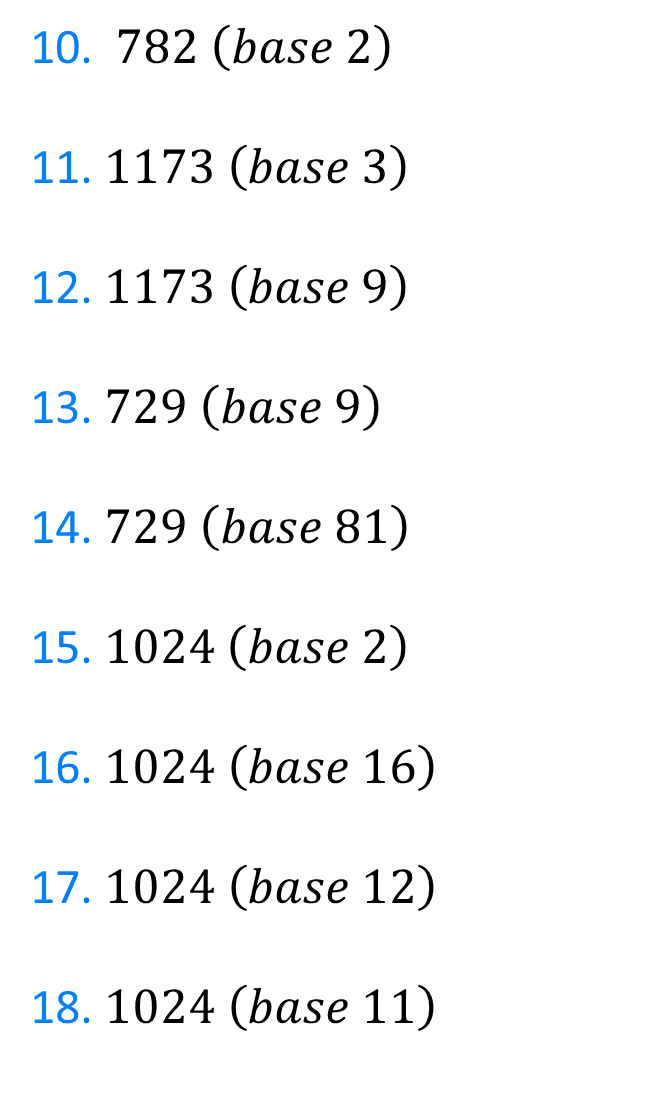 10. 782 (base 2)
11. 1173 (base 3)
12. 1173 (base 9)
13. 729 (base 9)
14. 729 (base 81)
15. 1024 (base 2)
16. 1024 (base 16)
17. 1024 (base 12)
18. 1024 (base 11)